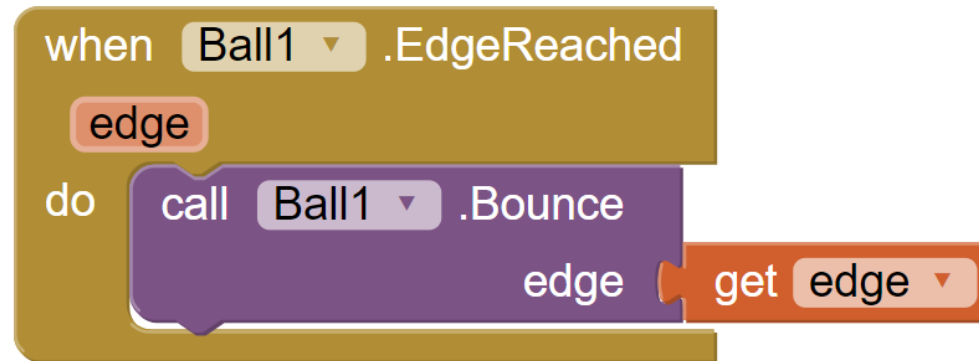 when Ball1 .EdgeReached
edge
do call Ball1 .Bounce
edge get edge